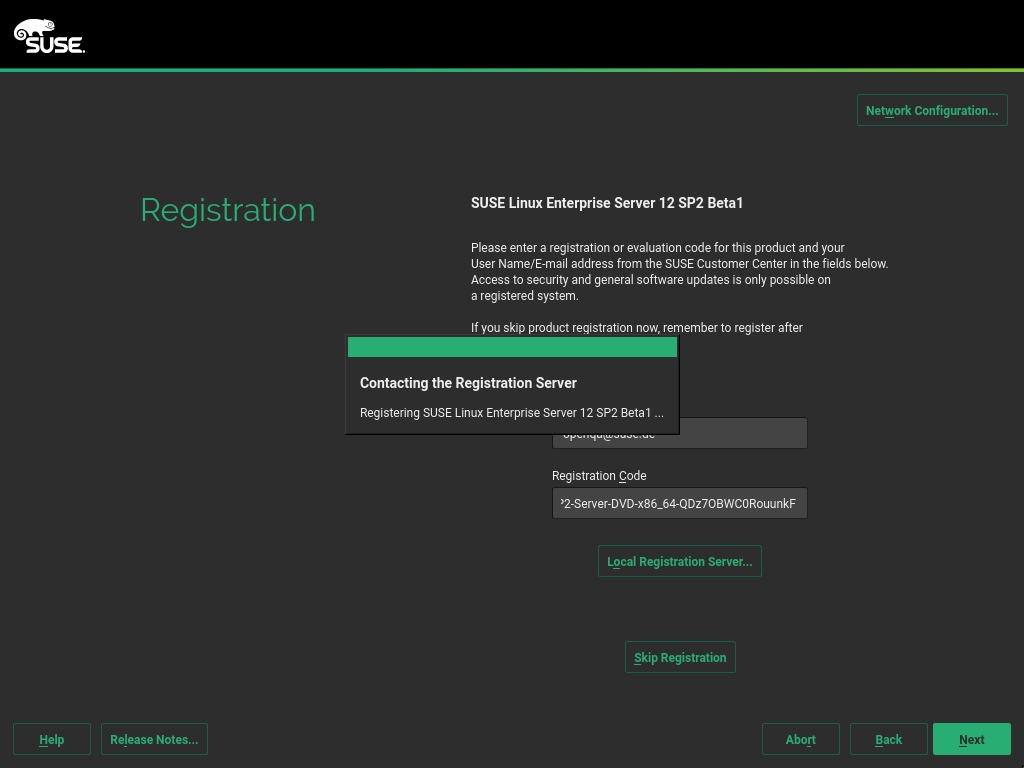 SUSE
Network Configuration...
Registration
SUSE Linux Enterprise Server 12 SP2 Beta1
Please enter a registration or evaluation code for this product and your
User Name/E-mail address from the SUSE Customer Center in the fields below.
Access to security and general software updates is only possible on
a registered system.
If you skip product registration now, remember to register after
Contacting the Registration Server
Registering SUSE Linux Enterprise Server 12 SP2 Beta1 ...
openqa@suse.de
Registration Code
P2-Server-DVD-x86_64-QDz7OBWC0RouunkF
Local Registration Server...
Skip Registration
Help
Release Notes...
Abort
Back
Next